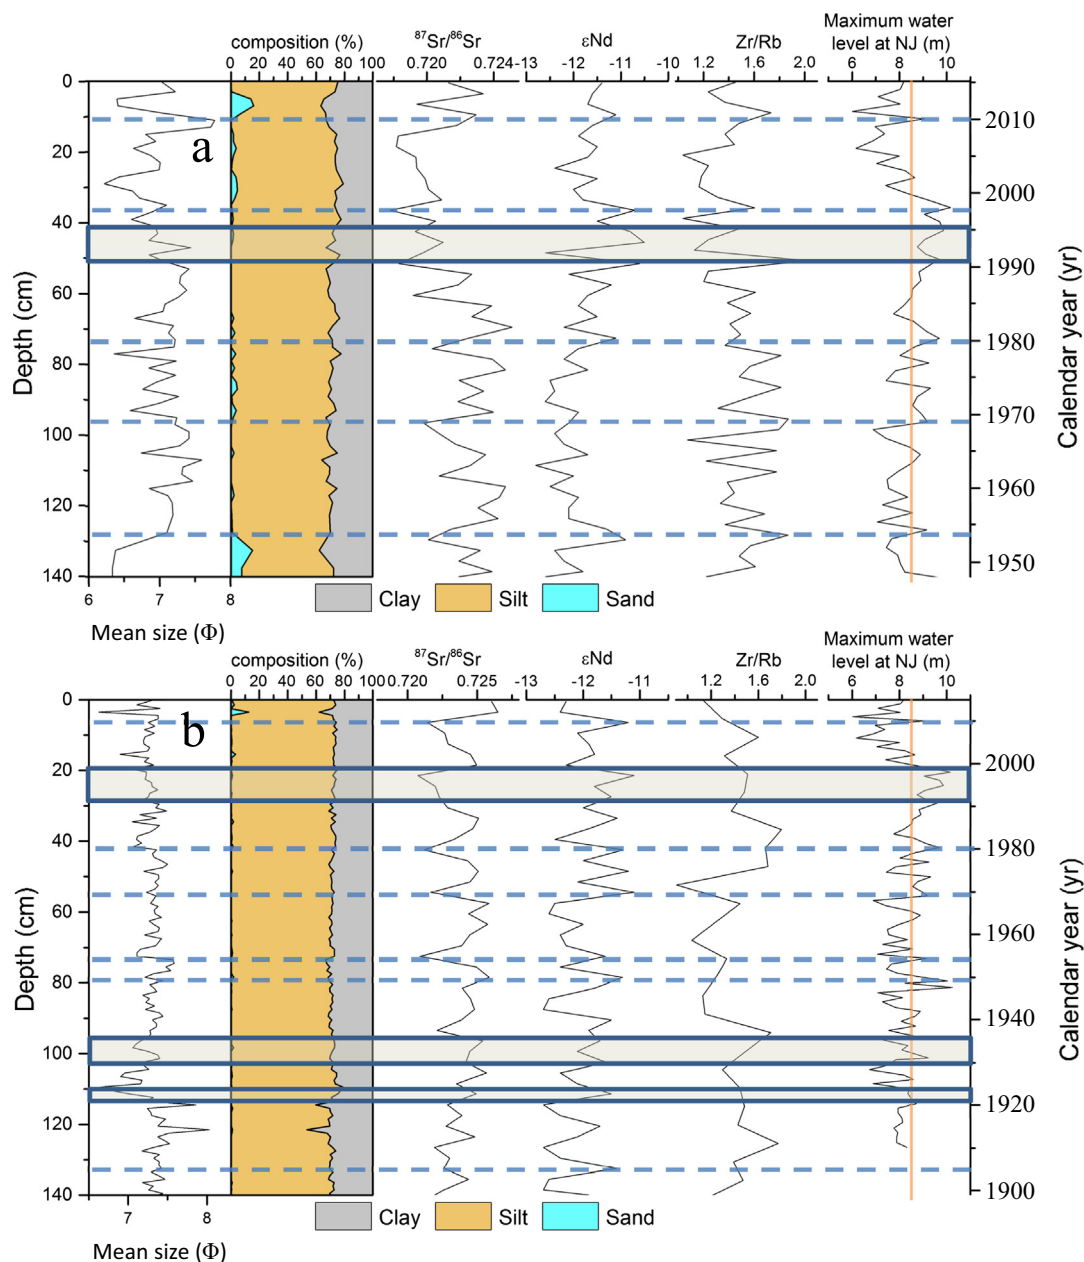 Maximum water
level at NJ (m)
composition (%)
⁸⁷Sr/⁸⁶Sr
εNd
Zr/Rb
0 20 40 60 80 100
0.720 0.724
-13 -12 -11 -10
1.2 1.6 2.0
6 8 10
a
Depth (cm)
0
20
40
60
80
100
120
140
2010
2000
1990
1980
1970
1960
1950
Calendar year (yr)
6 7 8
Mean size (Φ)
Clay Silt Sand
Maximum water
level at NJ (m)
composition (%)
⁸⁷Sr/⁸⁶Sr
εNd
Zr/Rb
0 20 40 60 80 100
0.720 0.725
-13 -12 -11
1.2 1.6 2.0
6 8 10
b
Depth (cm)
0
20
40
60
80
100
120
140
2000
1980
1960
1940
1920
1900
Calendar year (yr)
7 8
Mean size (Φ)
Clay Silt Sand